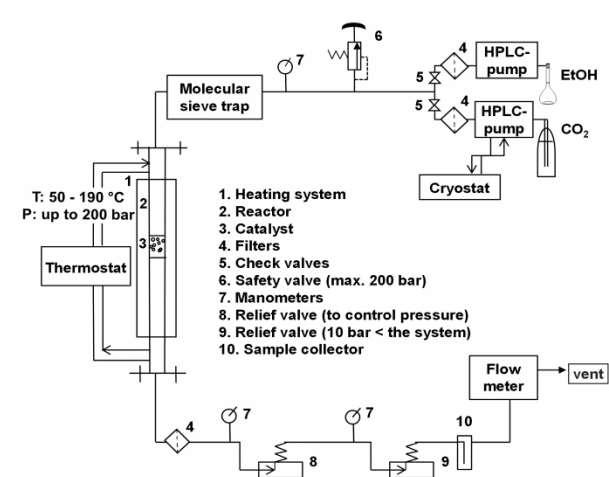 6
7
4
HPLC-
pump
EtOH
Molecular
sieve trap
5
5
4
HPLC-
pump
CO2
Cryostat
1
T: 50 - 190 °C
P: up to 200 bar
2
3
Thermostat
1. Heating system
2. Reactor
3. Catalyst
4. Filters
5. Check valves
6. Safety valve (max. 200 bar)
7. Manometers
8. Relief valve (to control pressure)
9. Relief valve (10 bar < the system)
10. Sample collector
Flow
meter
vent
4
7
7
10
8
9